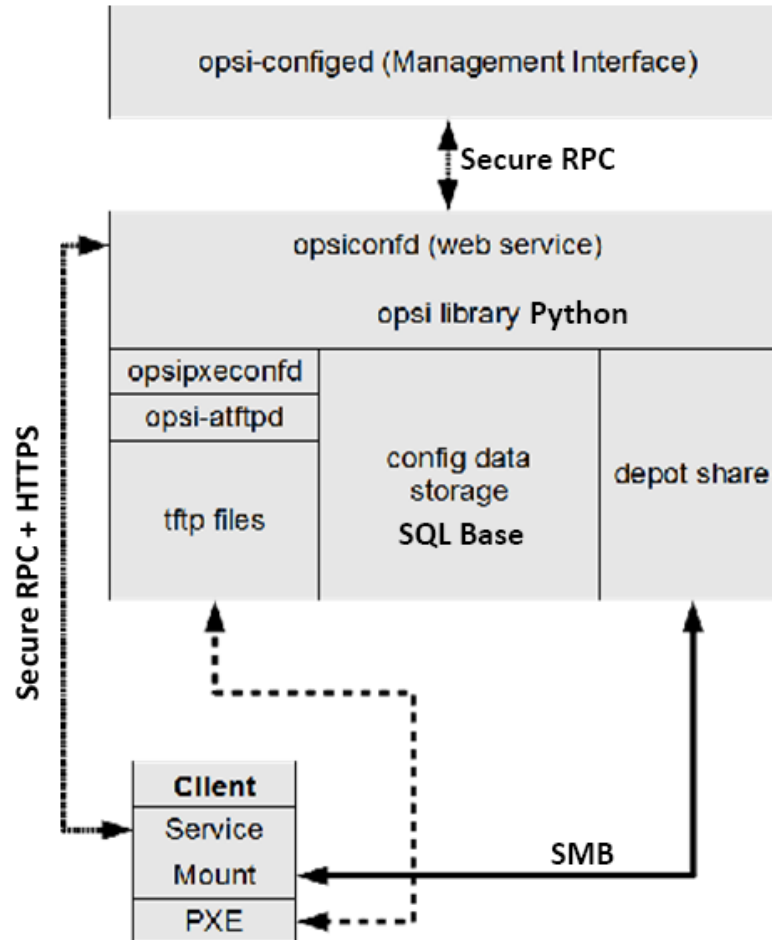 opsi-configed (Management Interface)
Secure RPC
opsiconfd (web service)
opsi library Python
opsipxeconfd
opsi-atftpd
tftp files
config data
storage
SQL Base
depot share
Secure RPC + HTTPS
Client
Service
Mount
PXE
SMB